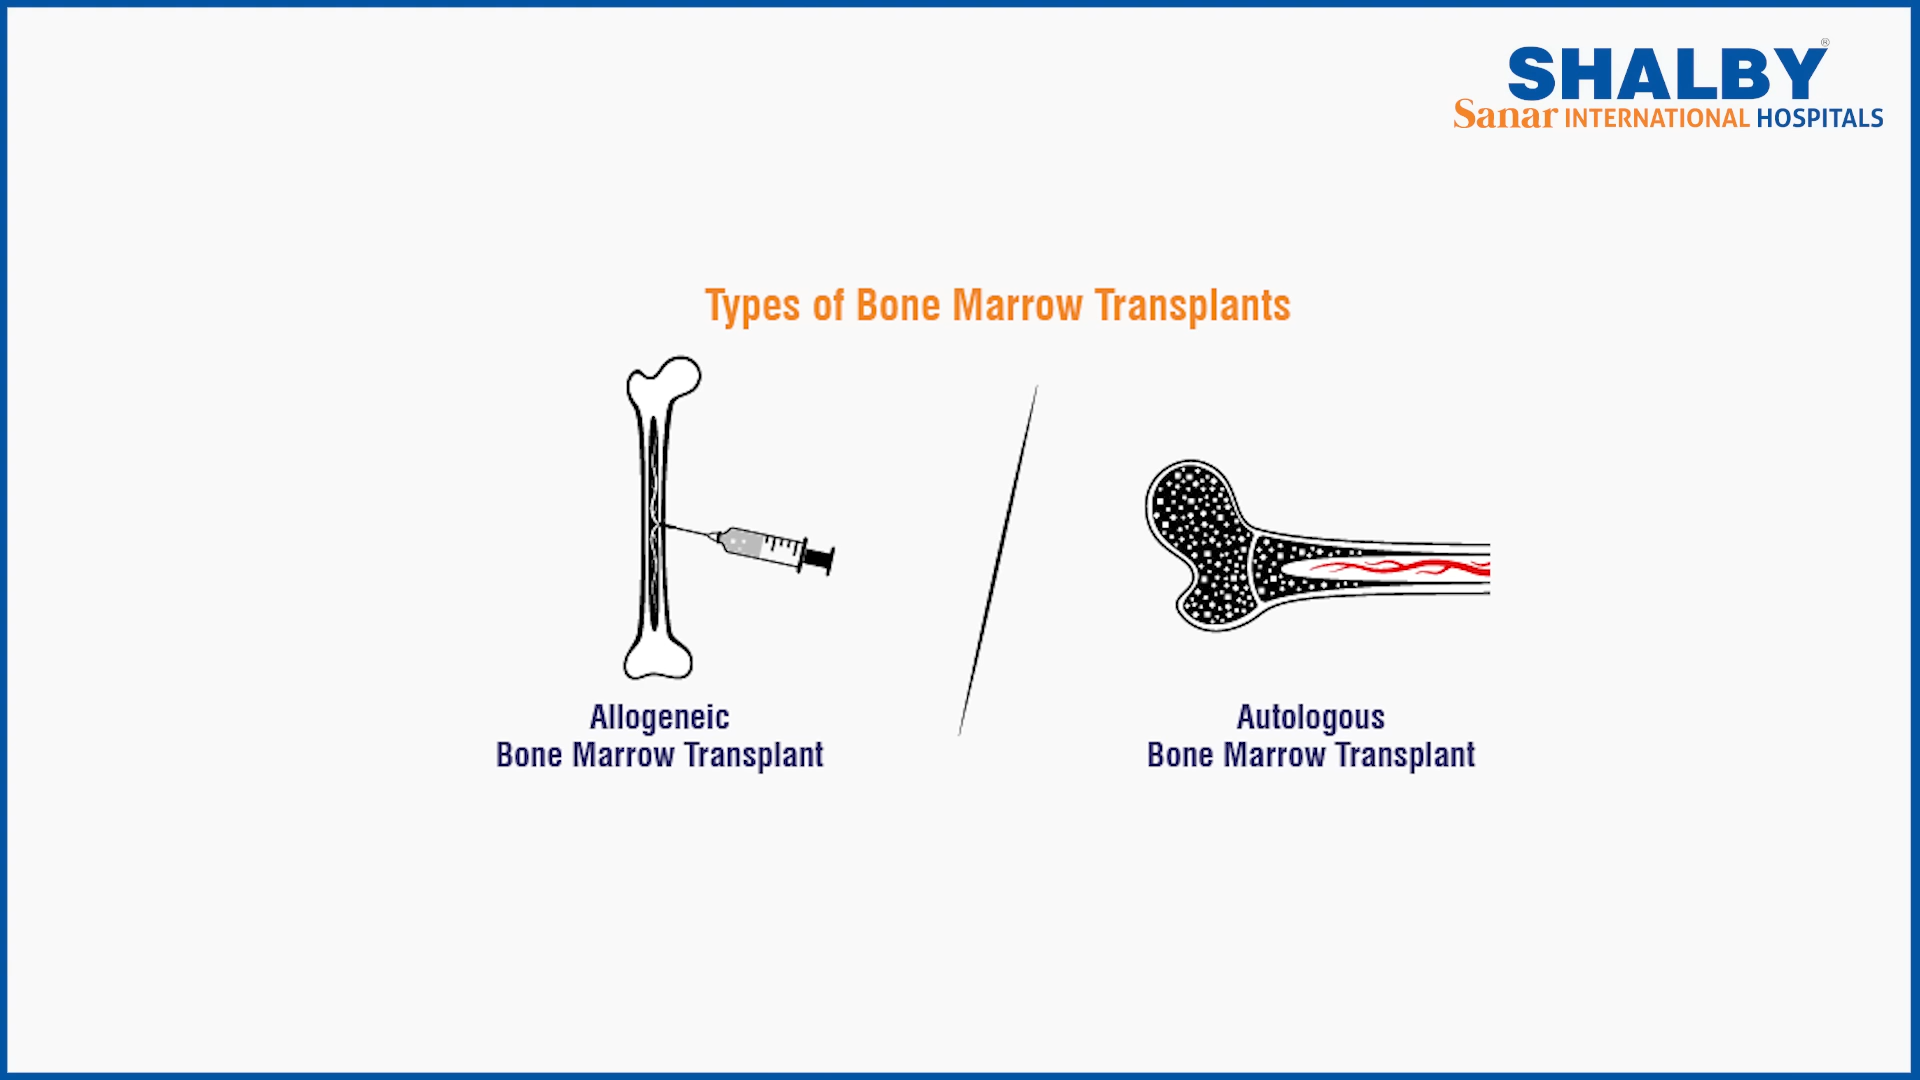 SHALBY®
Sanar INTERNATIONAL HOSPITALS
Types of Bone Marrow Transplants
Allogeneic
Bone Marrow Transplant
Autologous
Bone Marrow Transplant